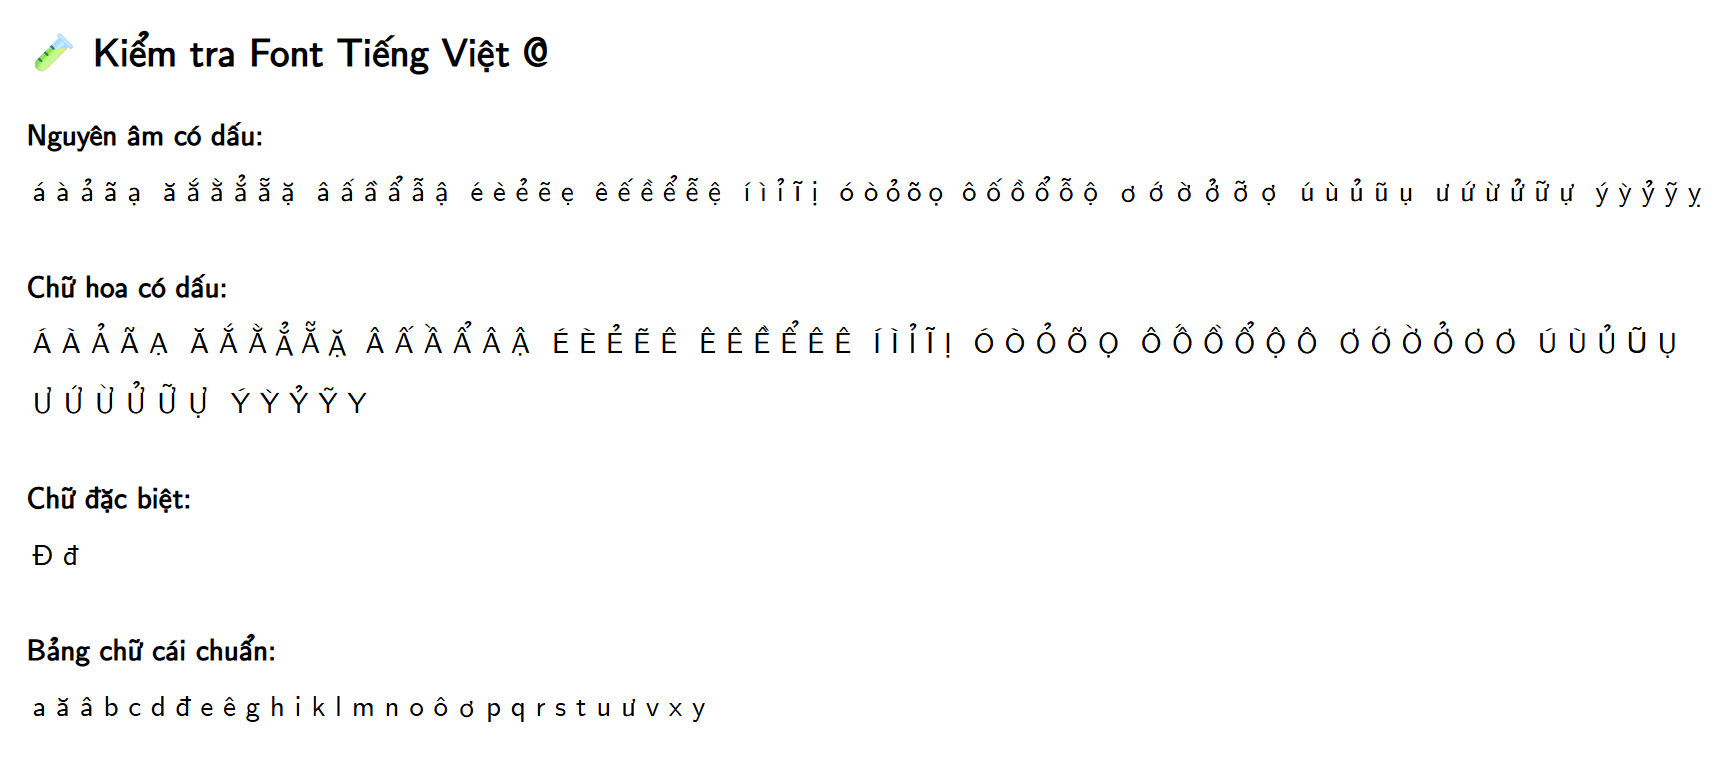 🧪 Kiểm tra Font Tiếng Việt @
Nguyên âm có dấu:
á à ả ã ạ ă ắ ằ ẳ ẵ ặ â ấ ầ ẩ ẫ ậ é è ẻ ẽ ẹ ê ế ề ể ễ ệ í ì ỉ ĩ ị ó ò ỏ õ ọ ô ố ồ ổ ỗ ộ ơ ớ ờ ở ỡ ợ ú ù ủ ũ ụ ư ứ ừ ử ữ ự ý ỳ ỷ ỹ ỵ
Chữ hoa có dấu:
Á À Ả Ã Ạ Ă Ắ Ằ Ẳ Ẵ Ặ Â Ấ Ầ Ẩ Â Ậ É È Ẻ Ẽ Ê Ê Ê Ề Ể Ê Ê Í Ì Ỉ Ĩ Ị Ó Ò Ỏ Õ Ọ Ô Ố Ồ Ổ Ộ Ô Ơ Ớ Ờ Ở Ơ Ơ Ú Ù Ủ Ũ Ụ
Ư Ứ Ừ Ử Ữ Ự Ý Ỳ Ỷ Ỹ Y
Chữ đặc biệt:
Đ đ
Bảng chữ cái chuẩn:
a ă â b c d đ e ê g h i k l m n o ô ơ p q r s t u ư v x y